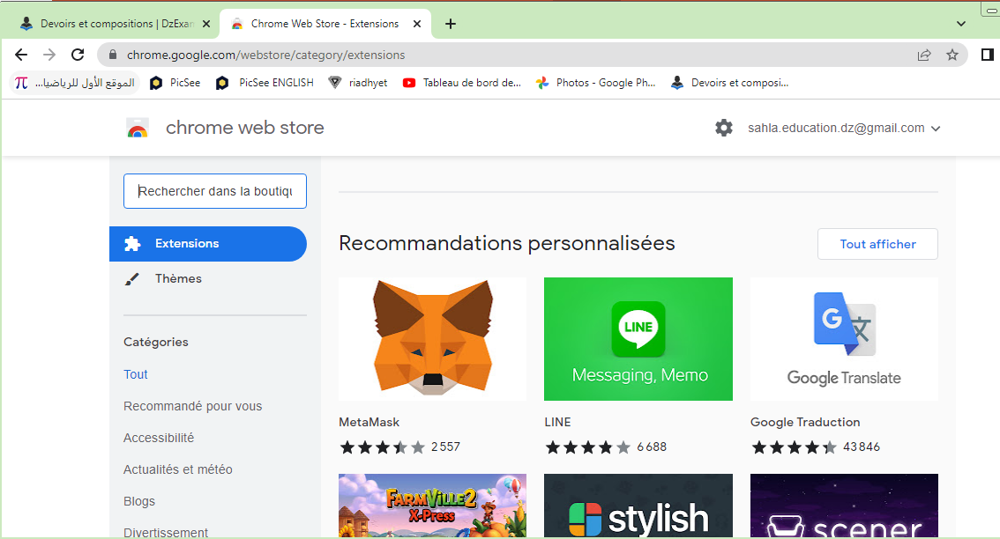 Devoirs et compositions | DzExam
Chrome Web Store - Extensions
chrome.google.com/webstore/category/extensions
الموقع الأول للرياضيا...
PicSee
PicSee ENGLISH
riadhyet
Tableau de bord de...
Photos - Google Ph...
Devoirs et composi...
chrome web store
sahla.education.dz@gmail.com
Rechercher dans la boutiqu
Extensions
Thèmes
Catégories
Tout
Recommandé pour vous
Accessibilité
Actualités et météo
Blogs
Divertissement
Recommandations personnalisées
Tout afficher
LINE
Messaging, Memo
G
Google Translate
MetaMask
2 557
LINE
6 688
Google Traduction
43 846
FARMVILLE2
X-Press
stylish
scener